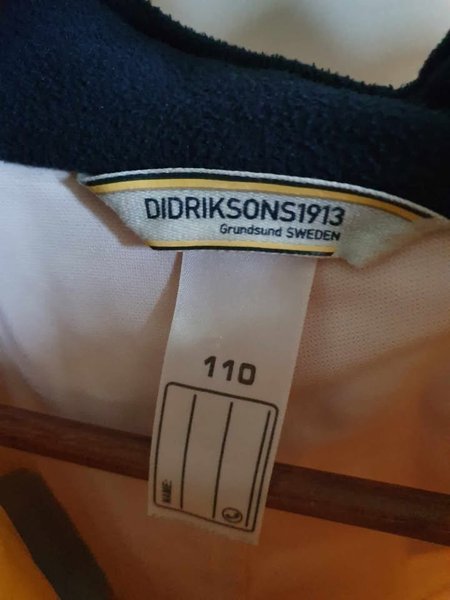 DIDRIKSONS1913
Grundsund SWEDEN
110
NAME: